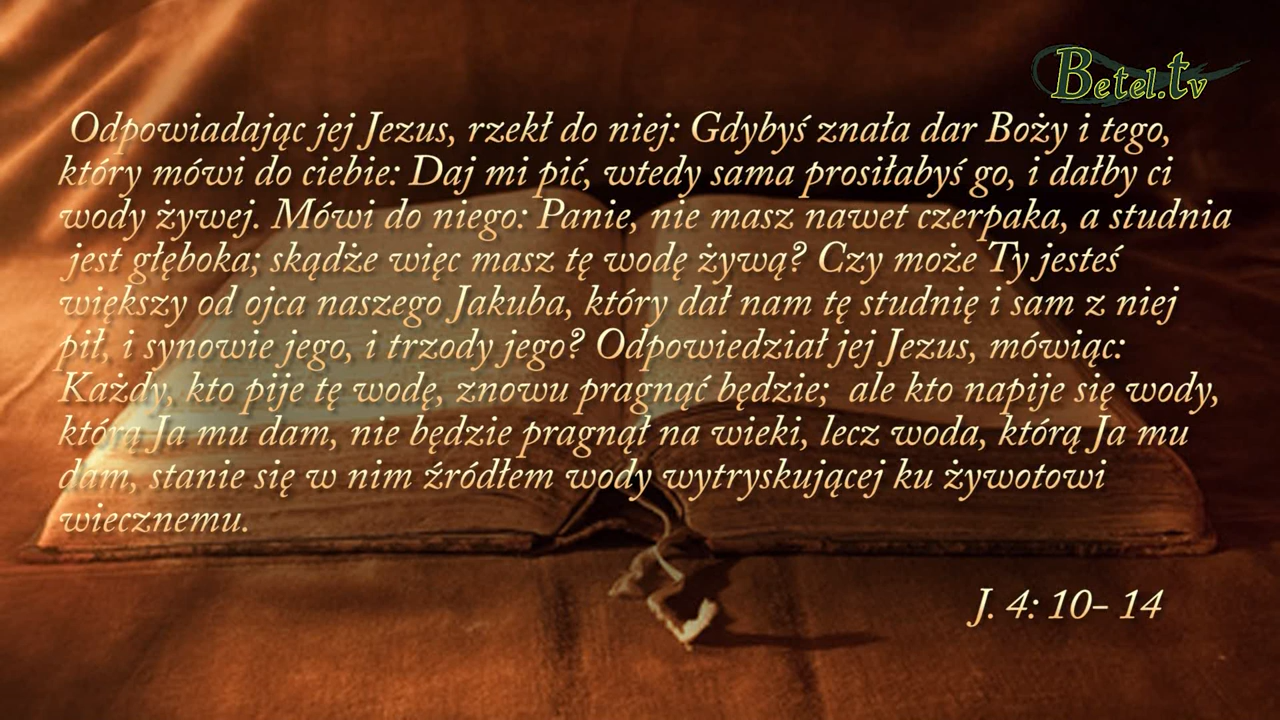 Betel.tv
Odpowiadając jej Jezus, rzekł do niej: Gdybyś znała dar Boży i tego,
który mówi do ciebie: Daj mi pić, wtedy sama prosiłabyś go, i dałby ci
wody żywej. Mówi do niego: Panie, nie masz nawet czerpaka, a studnia
jest głęboka; skądże więc masz tę wodę żywą? Czy może Ty jesteś
większy od ojca naszego Jakuba, który dał nam tę studnię i sam z niej
pił, i synowie jego, i trzody jego? Odpowiedział jej Jezus, mówiąc:
Każdy, kto pije tę wodę, znowu pragnąć będzie;  ale kto napije się wody,
którą Ja mu dam, nie będzie pragnął na wieki, lecz woda, którą Ja mu
dam, stanie się w nim źródłem wody wytryskującej ku żywotowi
wiecznemu.
J. 4: 10- 14